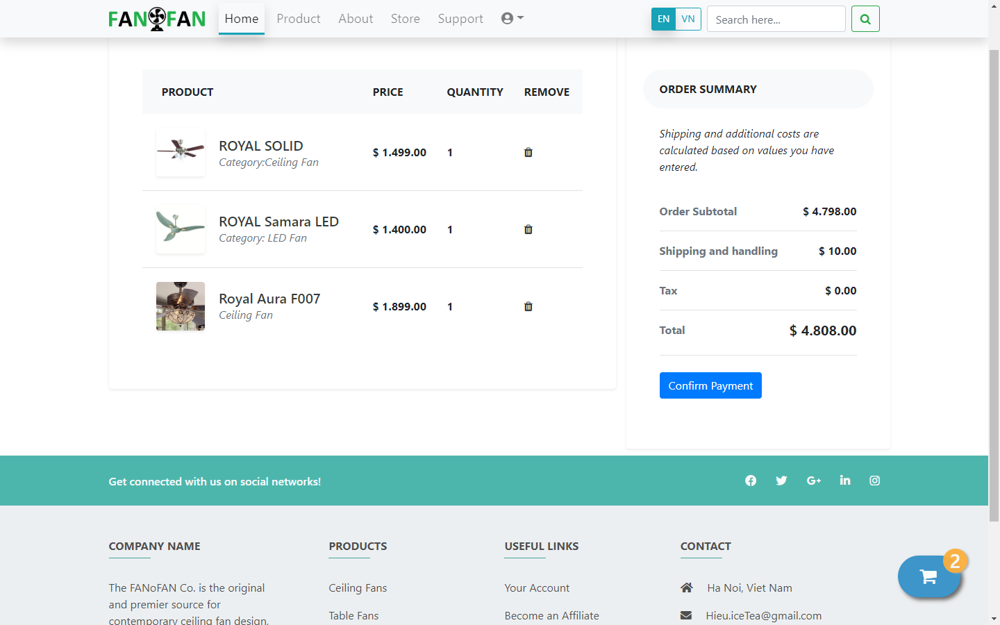 FANOFAN
Home
Product
About
Store
Support
EN
VN
Search here...
PRODUCT
PRICE
QUANTITY
REMOVE
ROYAL SOLID
Category:Ceiling Fan
$ 1.499.00
1
ROYAL Samara LED
Category: LED Fan
$ 1.400.00
1
Royal Aura F007
Ceiling Fan
$ 1.899.00
1
ORDER SUMMARY
Shipping and additional costs are
calculated based on values you have
entered.
Order Subtotal
$ 4.798.00
Shipping and handling
$ 10.00
Tax
$ 0.00
Total
$ 4.808.00
Confirm Payment
Get connected with us on social networks!
COMPANY NAME
The FANoFAN Co. is the original
and premier source for
contemporary ceiling fan design,
PRODUCTS
Ceiling Fans
Table Fans
USEFUL LINKS
Your Account
Become an Affiliate
CONTACT
Ha Noi, Viet Nam
Hieu.iceTea@gmail.com
2